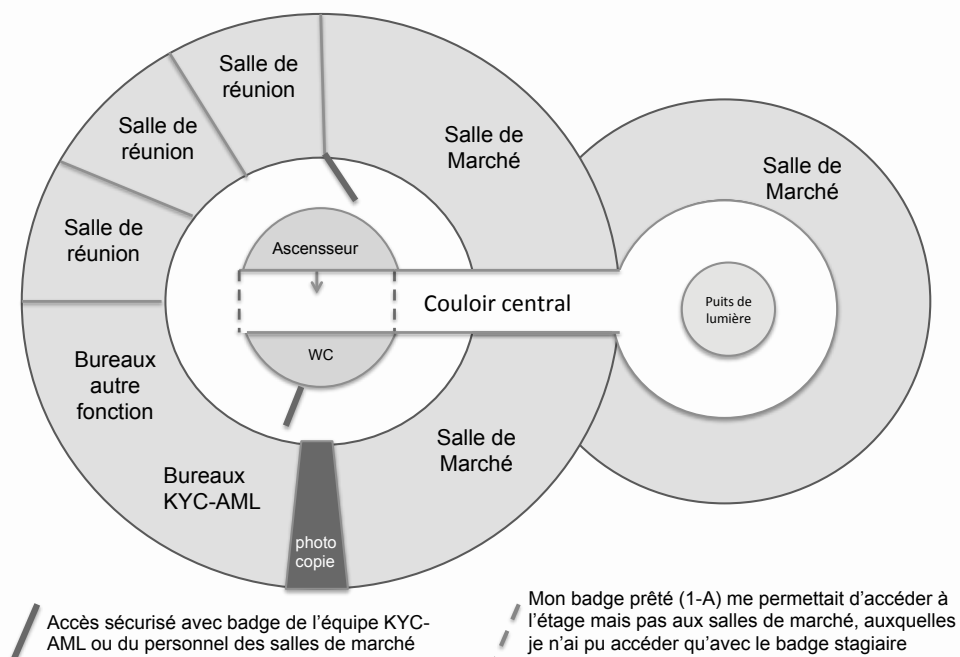 Salle de
réunion
Salle de
réunion
Salle de
réunion
Salle de
Marché
Salle de
Marché
Ascensseur
Couloir central
Puits de
lumière
WC
Bureaux
autre
fonction
Salle de
Marché
Bureaux
KYC-AML
photo
copie
Accès sécurisé avec badge de l’équipe KYC-
AML ou du personnel des salles de marché
Mon badge prêté (1-A) me permettait d’accéder à
l’étage mais pas aux salles de marché, auxquelles
je n’ai pu accéder qu’avec le badge stagiaire